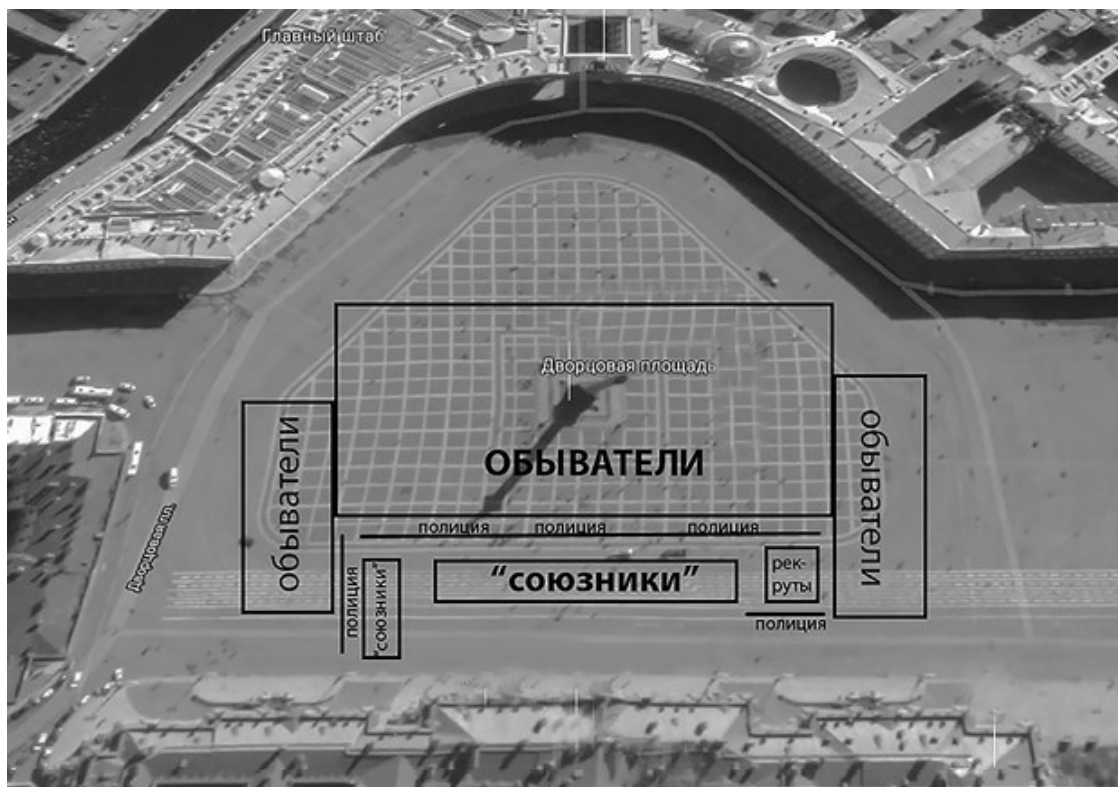 Главный штаб
Дворцовая площадь
ОБЫВАТЕЛИ
обыватели
обыватели
полиция полиция полиция
"союзники"
рек-
руты
полиция
"союзники"
полиция
Дворцовая пл.